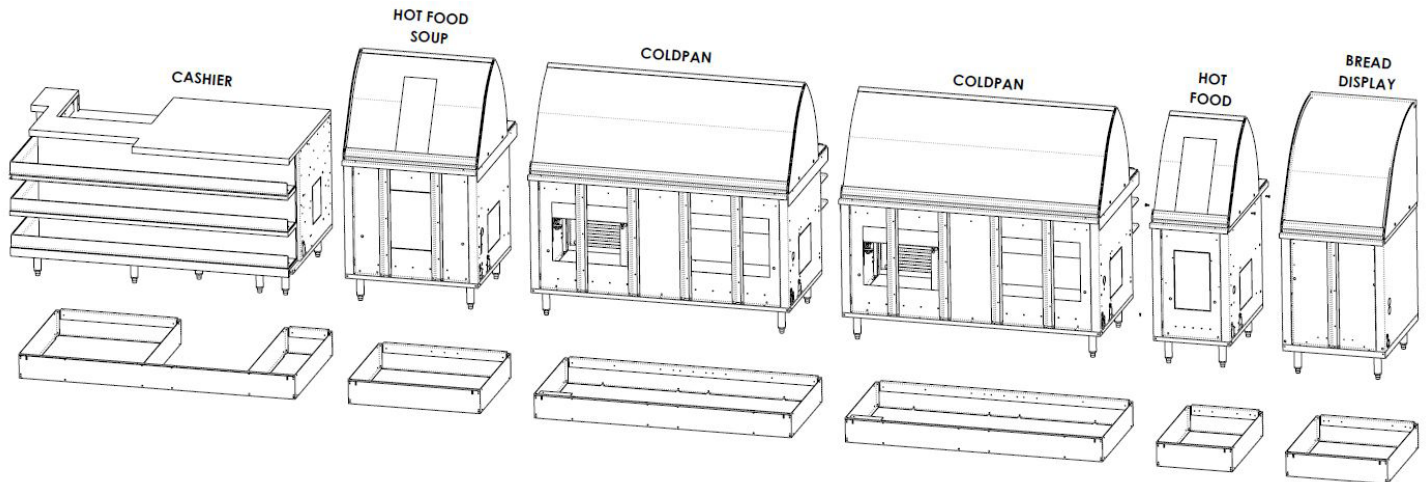 CASHIER
HOT FOOD
SOUP
COLDPAN
COLDPAN
HOT
FOOD
BREAD
DISPLAY